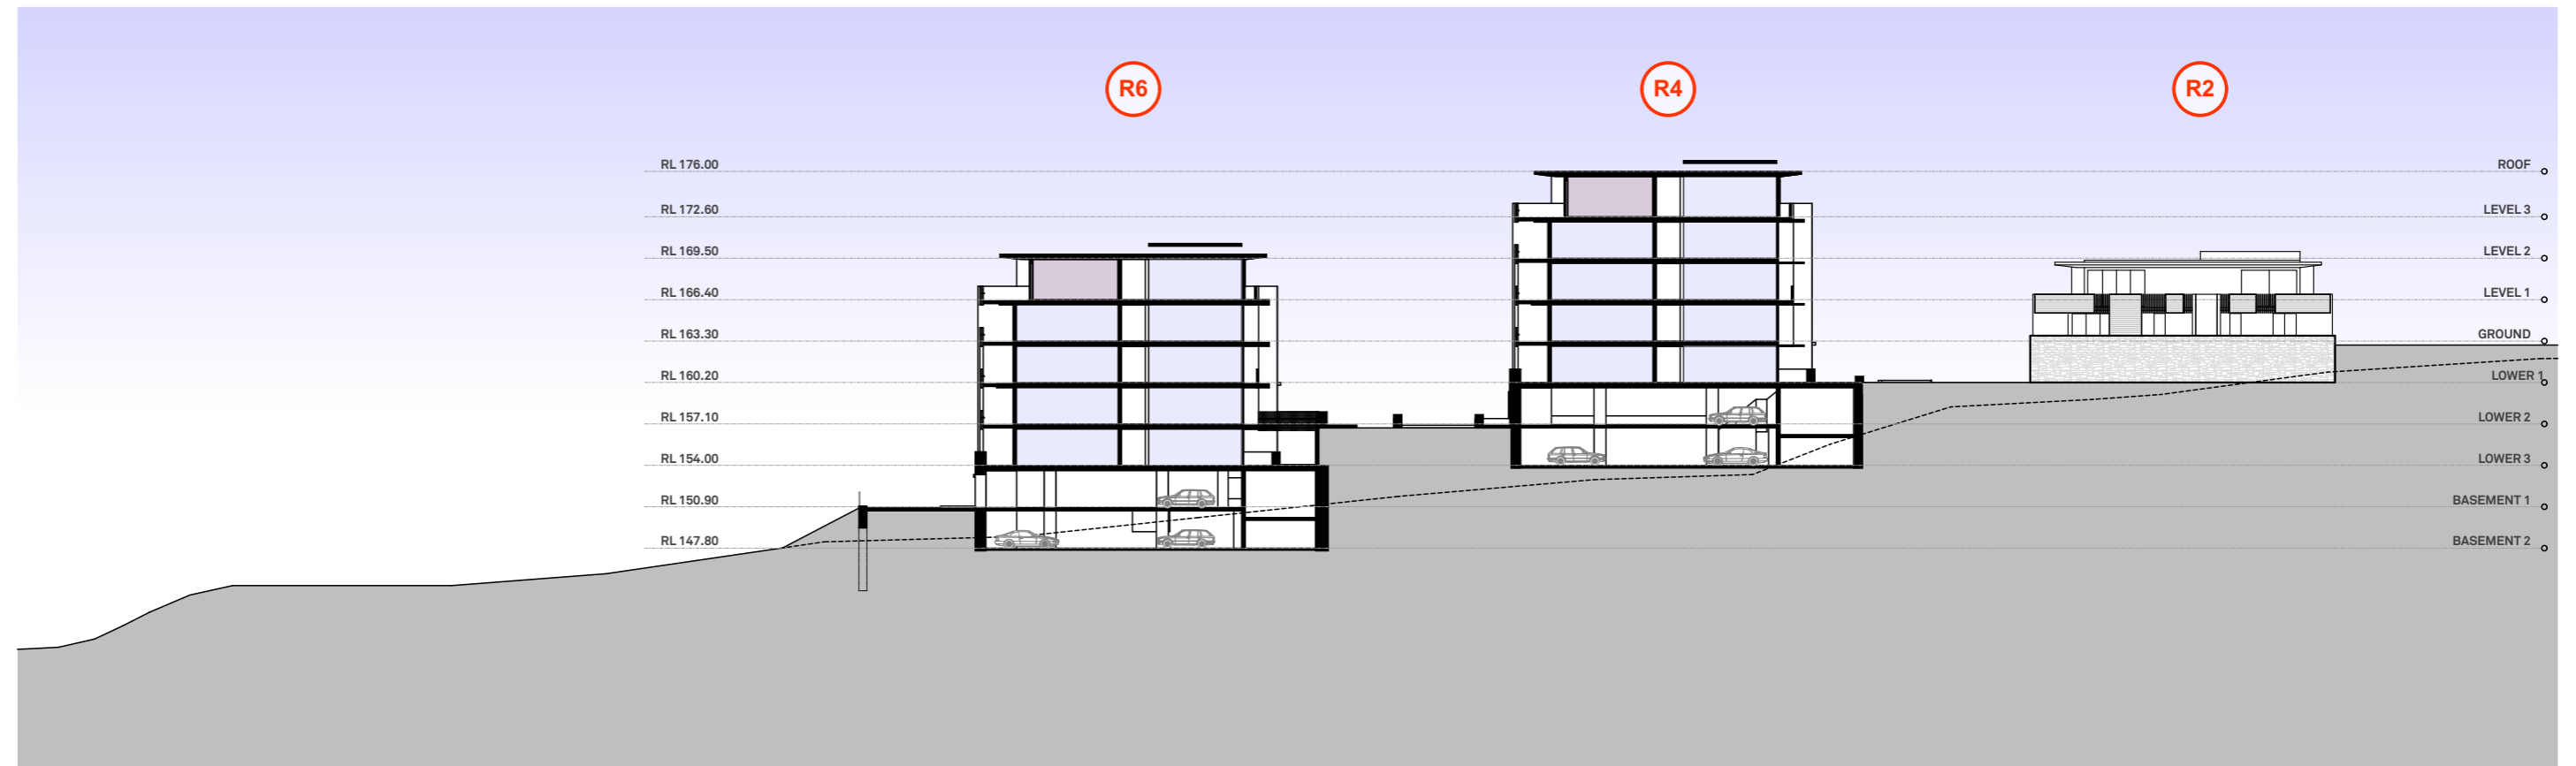 R6
R4
R2
RL 176.00
ROOF
RL 172.60
LEVEL 3
RL 169.50
LEVEL 2
RL 166.40
LEVEL 1
RL 163.30
GROUND
RL 160.20
LOWER 1
RL 157.10
LOWER 2
RL 154.00
LOWER 3
RL 150.90
BASEMENT 1
RL 147.80
BASEMENT 2